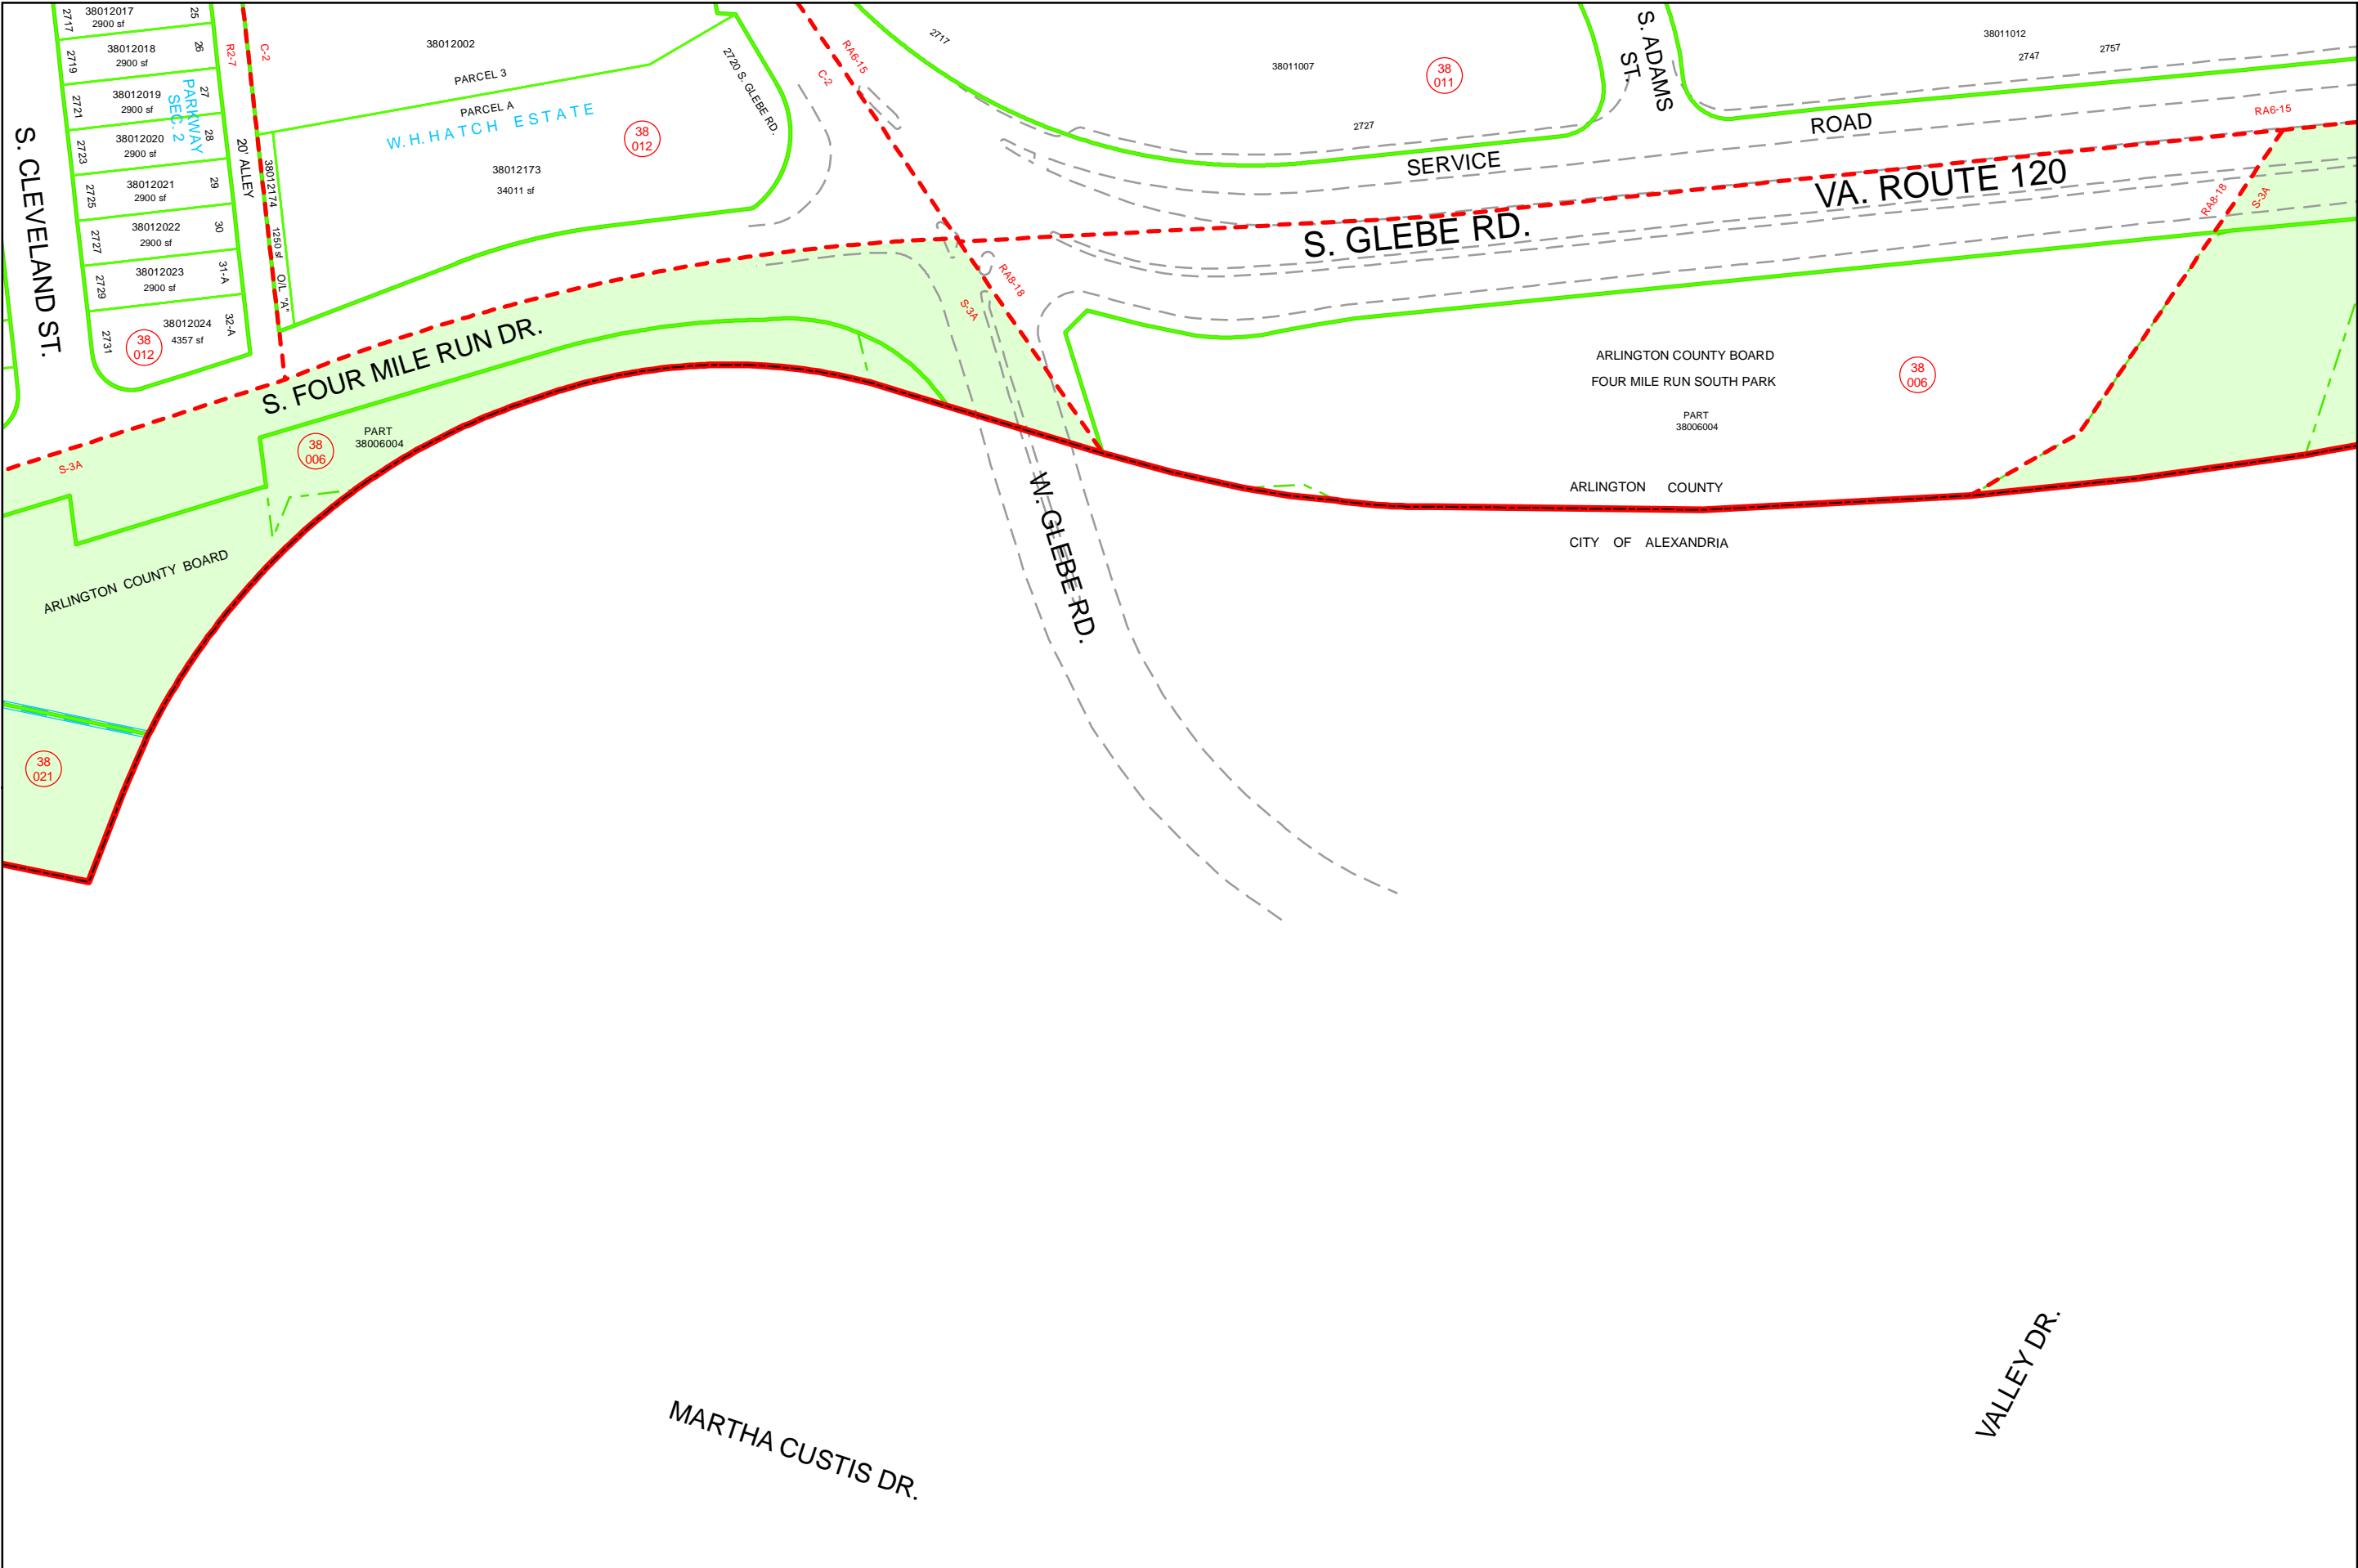 2717
38012017
2900 sf
25
2719
38012018
2900 sf
26
2721
38012019
2900 sf
27
2723
38012020
2900 sf
28
2725
38012021
2900 sf
29
2727
38012022
2900 sf
30
2729
38012023
2900 sf
31-A
2731
38012024
4357 sf
32-A
38
012
PARKWAY
SEC. 2
R2-7
C-2
20' ALLEY
S. CLEVELAND ST.
38012174
1250 sf
O/L "A"
38012002
PARCEL 3
PARCEL A
W. H. HATCH ESTATE
38
012
38012173
34011 sf
2720 S. GLEBE RD.
RA6-15
C-2
2717
38011007
38
011
2727
S. ADAMS
ST.
38011012
2747
2757
SERVICE
ROAD
RA6-15
S. GLEBE RD.
VA. ROUTE 120
RA8-18
S-3A
RA8-18
S-3A
S. FOUR MILE RUN DR.
S-3A
38
006
PART
38006004
ARLINGTON COUNTY BOARD
38
021
W. GLEBE RD.
ARLINGTON COUNTY BOARD
FOUR MILE RUN SOUTH PARK
38
006
PART
38006004
ARLINGTON COUNTY
CITY OF ALEXANDRIA
MARTHA CUSTIS DR.
VALLEY DR.